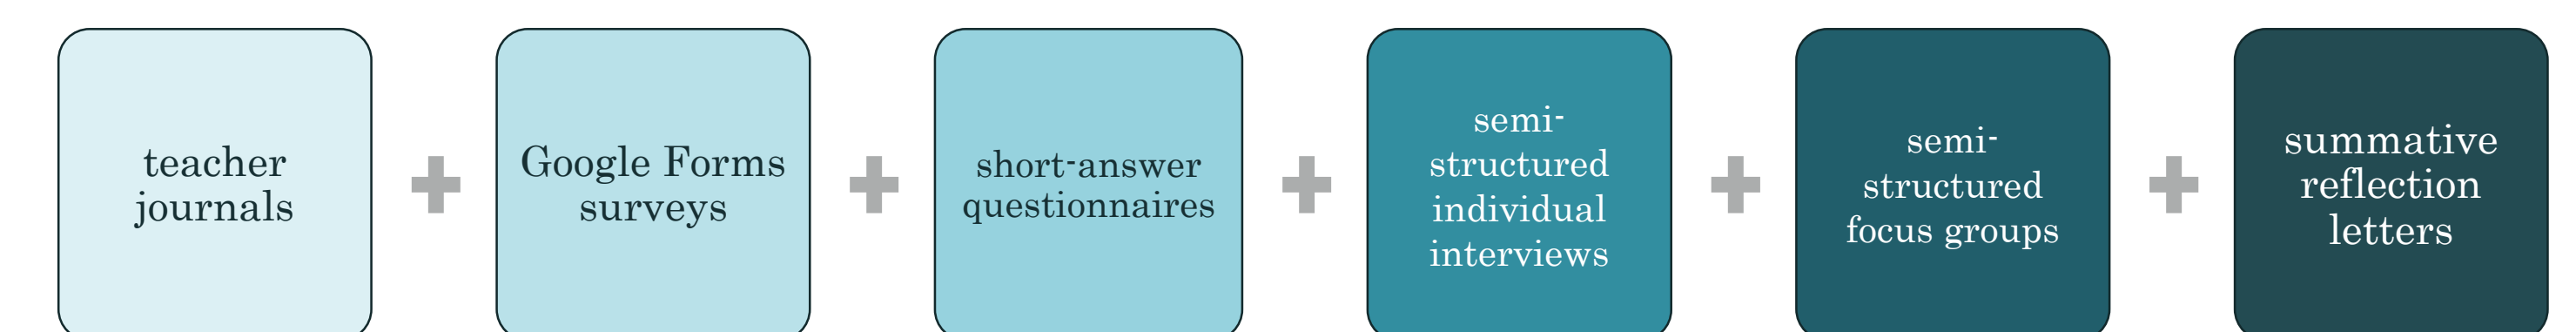 teacher
journals
Google Forms
surveys
short-answer
questionnaires
semi-
structured
individual
interviews
semi-
structured
focus groups
summative
reflection
letters